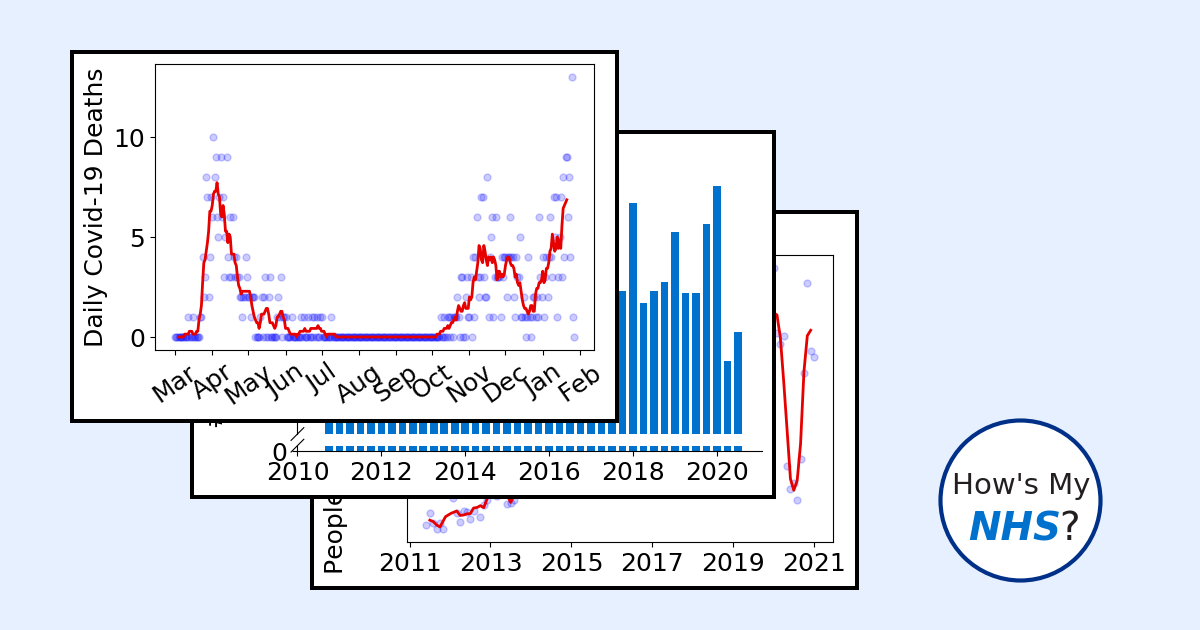 Daily Covid-19 Deaths
10
5
0
Mar Apr May Jun Jul Aug Sep Oct Nov Dec Jan Feb
0
2010 2012 2014 2016 2018 2020
People
2011 2013 2015 2017 2019 2021
How's My
NHS?